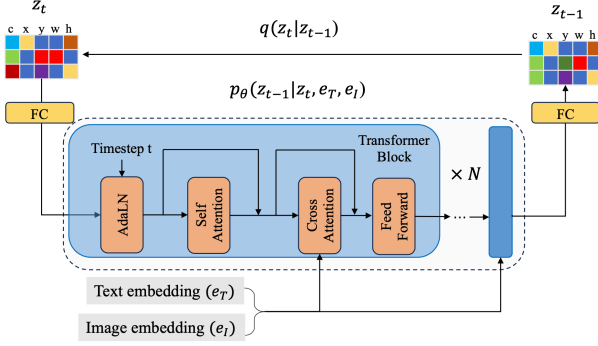 z_t
z_{t-1}
c x y w h
q(z_t|z_{t-1})
c x y w h
p_θ(z_{t-1}|z_t, e_T, e_I)
FC
FC
Timestep t
Transformer
Block
× N
AdaLN
Self
Attention
Cross
Attention
Feed
Forward
...
Text embedding (e_T)
Image embedding (e_I)